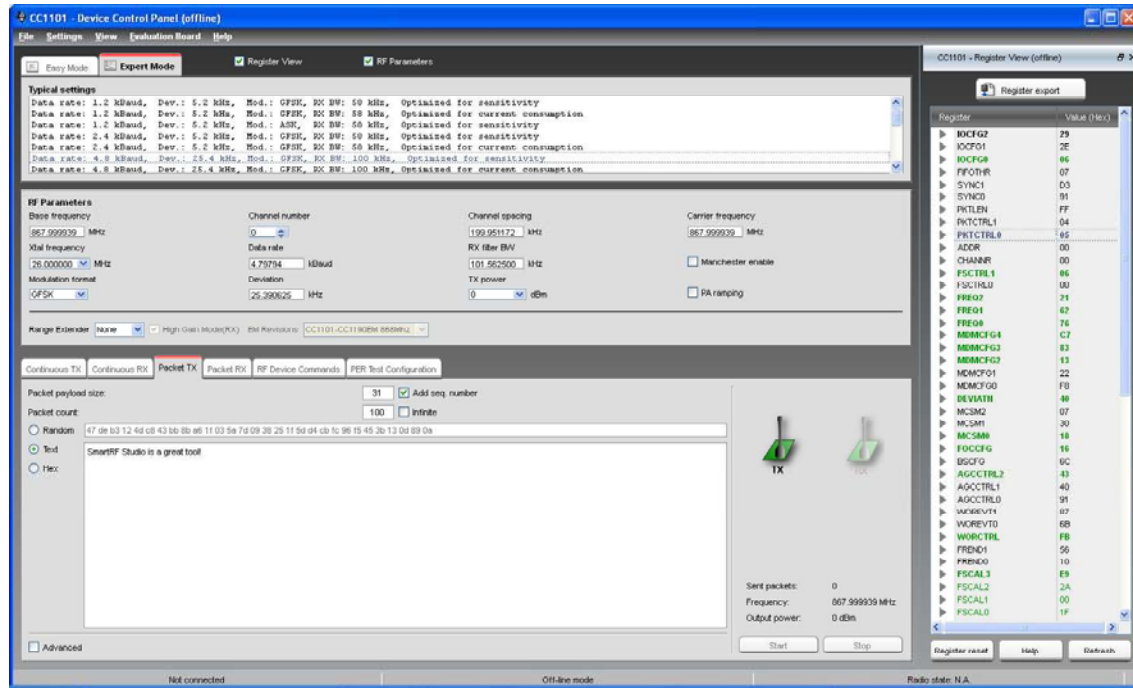 CC1101 - Device Control Panel (offline)
File Settings View Evaluation Board Help
Easy Mode Expert Mode Register View RF Parameters
Typical settings
Data rate: 1.2 kBaud, Dev.: 5.2 kHz, Mod.: GFSK, RX BW: 58 kHz, Optimized for sensitivity
Data rate: 1.2 kBaud, Dev.: 5.2 kHz, Mod.: GFSK, RX BW: 58 kHz, Optimized for current consumption
Data rate: 1.2 kBaud, Dev.: 5.2 kHz, Mod.: ASK, RX BW: 58 kHz, Optimized for sensitivity
Data rate: 2.4 kBaud, Dev.: 5.2 kHz, Mod.: GFSK, RX BW: 58 kHz, Optimized for sensitivity
Data rate: 2.4 kBaud, Dev.: 5.2 kHz, Mod.: GFSK, RX BW: 58 kHz, Optimized for current consumption
Data rate: 4.8 kBaud, Dev.: 25.4 kHz, Mod.: GFSK, RX BW: 100 kHz, Optimized for sensitivity
Data rate: 4.8 kBaud, Dev.: 25.4 kHz, Mod.: GFSK, RX BW: 100 kHz, Optimized for current consumption
RF Parameters
Base frequency Channel number Channel spacing Carrier frequency
867.999939 MHz 0 199.951172 kHz 867.999939 MHz
Xtal frequency Data rate RX filter BW
26.000000 MHz 4.79794 kBaud 101.562500 kHz Manchester enable
Modulation format Deviation TX power
GFSK 25.390625 kHz 0 dBm PA ramping
Range Extender None High Gain Mode(RX) EM Revisions CC1101-CC1190EM 868MHz
Continuous TX Continuous RX Packet TX Packet RX RF Device Commands PER Test Configuration
Packet payload size: 31 Add seq. number
Packet count: 100 Infinite
Random 47 de b3 12 4d c8 43 bb 8b a6 1f 03 5a 7d 09 38 25 1f 5d d4 cb fc 96 f5 45 3b 13 0d 89 0a
Text SmartRF Studio is a great tool!
Hex
TX
Sent packets: 0
Frequency: 867.999939 MHz
Output power: 0 dBm
Advanced Start Stop
Not connected Off-line mode Radio state: N.A.
CC1101 - Register View (offline)
Register export
Register Value (Hex)
IOCFG2 29
IOCFG1 2E
IOCFG0 06
FIFOTHR 07
SYNC1 D3
SYNC0 91
PKTLEN FF
PKTCTRL1 04
PKTCTRL0 05
ADDR 00
CHANNR 00
FSCTRL1 06
FSCTRL0 00
FREQ2 21
FREQ1 62
FREQ0 76
MDMCFG4 C7
MDMCFG3 83
MDMCFG2 13
MDMCFG1 22
MDMCFG0 F8
DEVIATN 40
MCSM2 07
MCSM1 30
MCSM0 18
FOCCFG 16
BSCFG 6C
AGCCTRL2 43
AGCCTRL1 40
AGCCTRL0 91
WOREVT1 87
WOREVT0 6B
WORCTRL FB
FREND1 56
FREND0 10
FSCAL3 E9
FSCAL2 2A
FSCAL1 00
FSCAL0 1F
Register reset Help Refresh